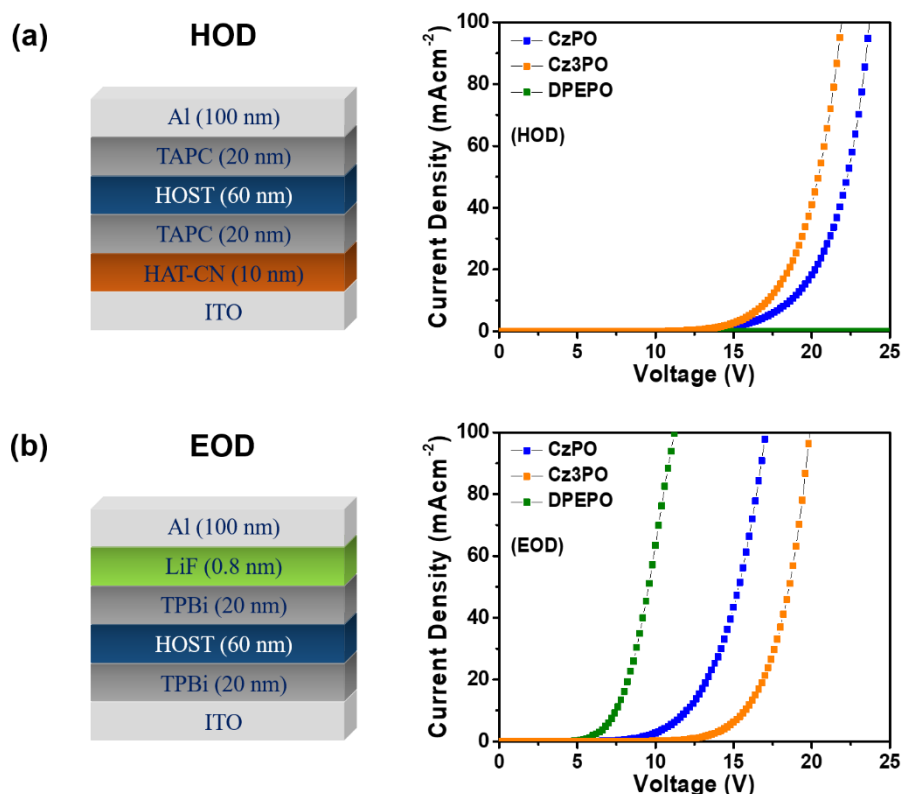 (a)
HOD
Al (100 nm)
TAPC (20 nm)
HOST (60 nm)
TAPC (20 nm)
HAT-CN (10 nm)
ITO
Current Density (mAcm⁻²)
100
80
60
40
20
0
CzPO
Cz3PO
DPEPO
(HOD)
0 5 10 15 20 25
Voltage (V)
(b)
EOD
Al (100 nm)
LiF (0.8 nm)
TPBi (20 nm)
HOST (60 nm)
TPBi (20 nm)
ITO
Current Density (mAcm⁻²)
100
80
60
40
20
0
CzPO
Cz3PO
DPEPO
(EOD)
0 5 10 15 20 25
Voltage (V)